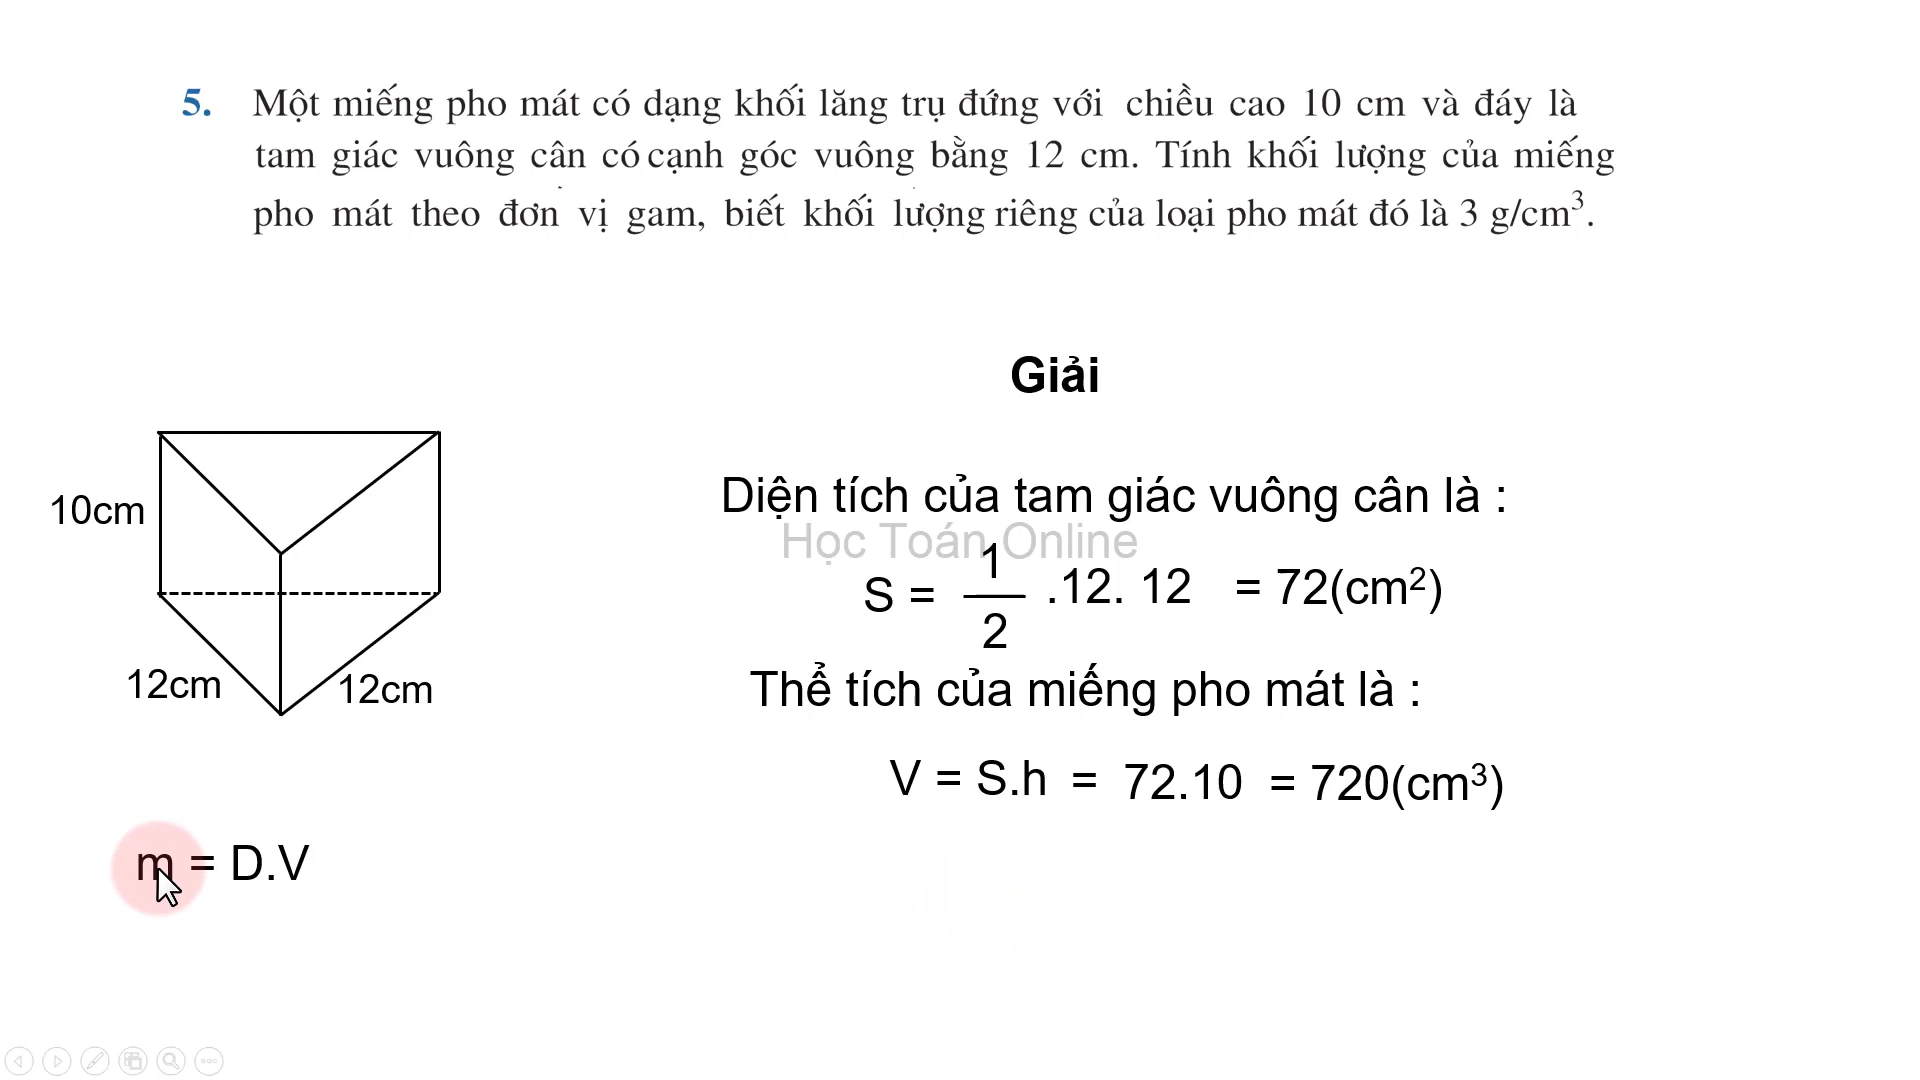 5. Một miếng pho mát có dạng khối lăng trụ đứng với chiều cao 10 cm và đáy là
tam giác vuông cân có cạnh góc vuông bằng 12 cm. Tính khối lượng của miếng
pho mát theo đơn vị gam, biết khối lượng riêng của loại pho mát đó là 3 g/cm³.
Giải
10cm
12cm
12cm
m = D.V
Diện tích của tam giác vuông cân là :
Học Toán Online
S = 1/2 .12. 12 = 72(cm²)
Thể tích của miếng pho mát là :
V = S.h = 72.10 = 720(cm³)